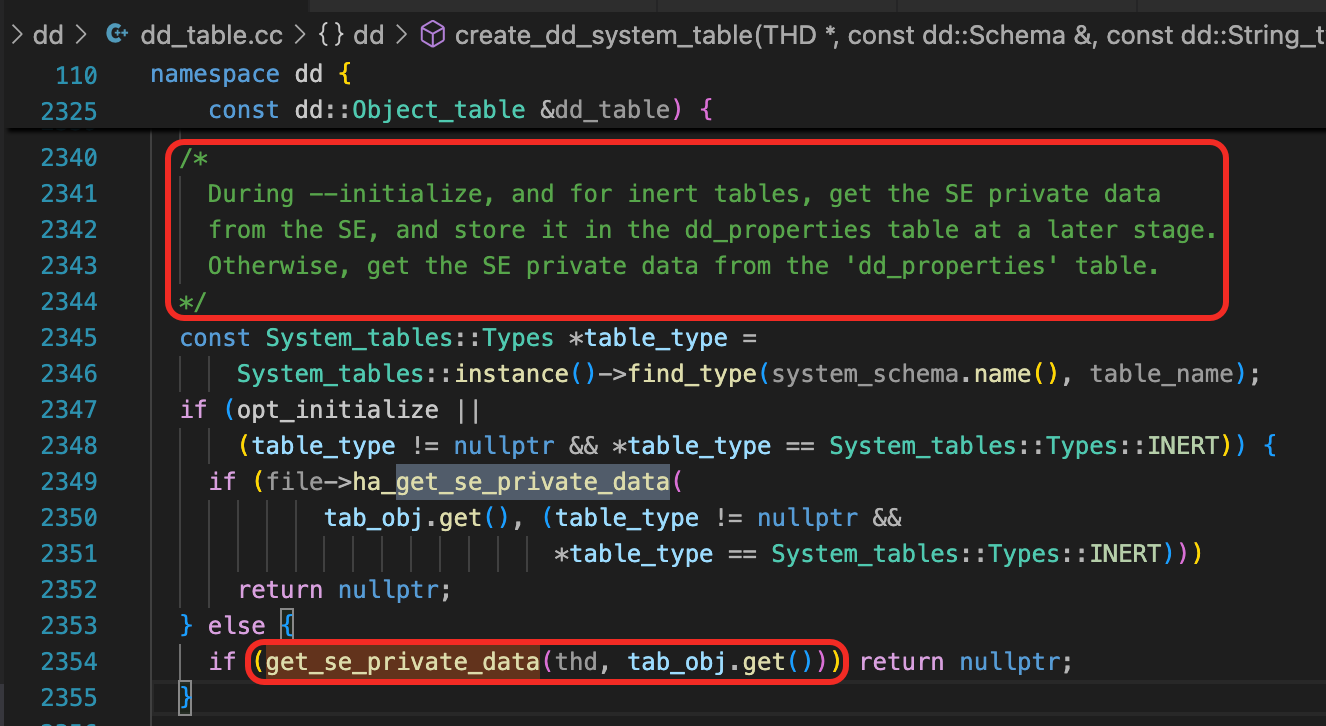 dd dd_table.cc {} dd create_dd_system_table(THD *, const dd::Schema &, const dd::String_t
110 namespace dd {
2325 const dd::Object_table &dd_table) {
2340 /*
2341 During --initialize, and for inert tables, get the SE private data
2342 from the SE, and store it in the dd_properties table at a later stage.
2343 Otherwise, get the SE private data from the 'dd_properties' table.
2344 */
2345 const System_tables::Types *table_type =
2346 System_tables::instance()->find_type(system_schema.name(), table_name);
2347 if (opt_initialize ||
2348 (table_type != nullptr && *table_type == System_tables::Types::INERT)) {
2349 if (file->ha_get_se_private_data(
2350 tab_obj.get(), (table_type != nullptr &&
2351 *table_type == System_tables::Types::INERT)))
2352 return nullptr;
2353 } else {
2354 if (get_se_private_data(thd, tab_obj.get())) return nullptr;
2355 }